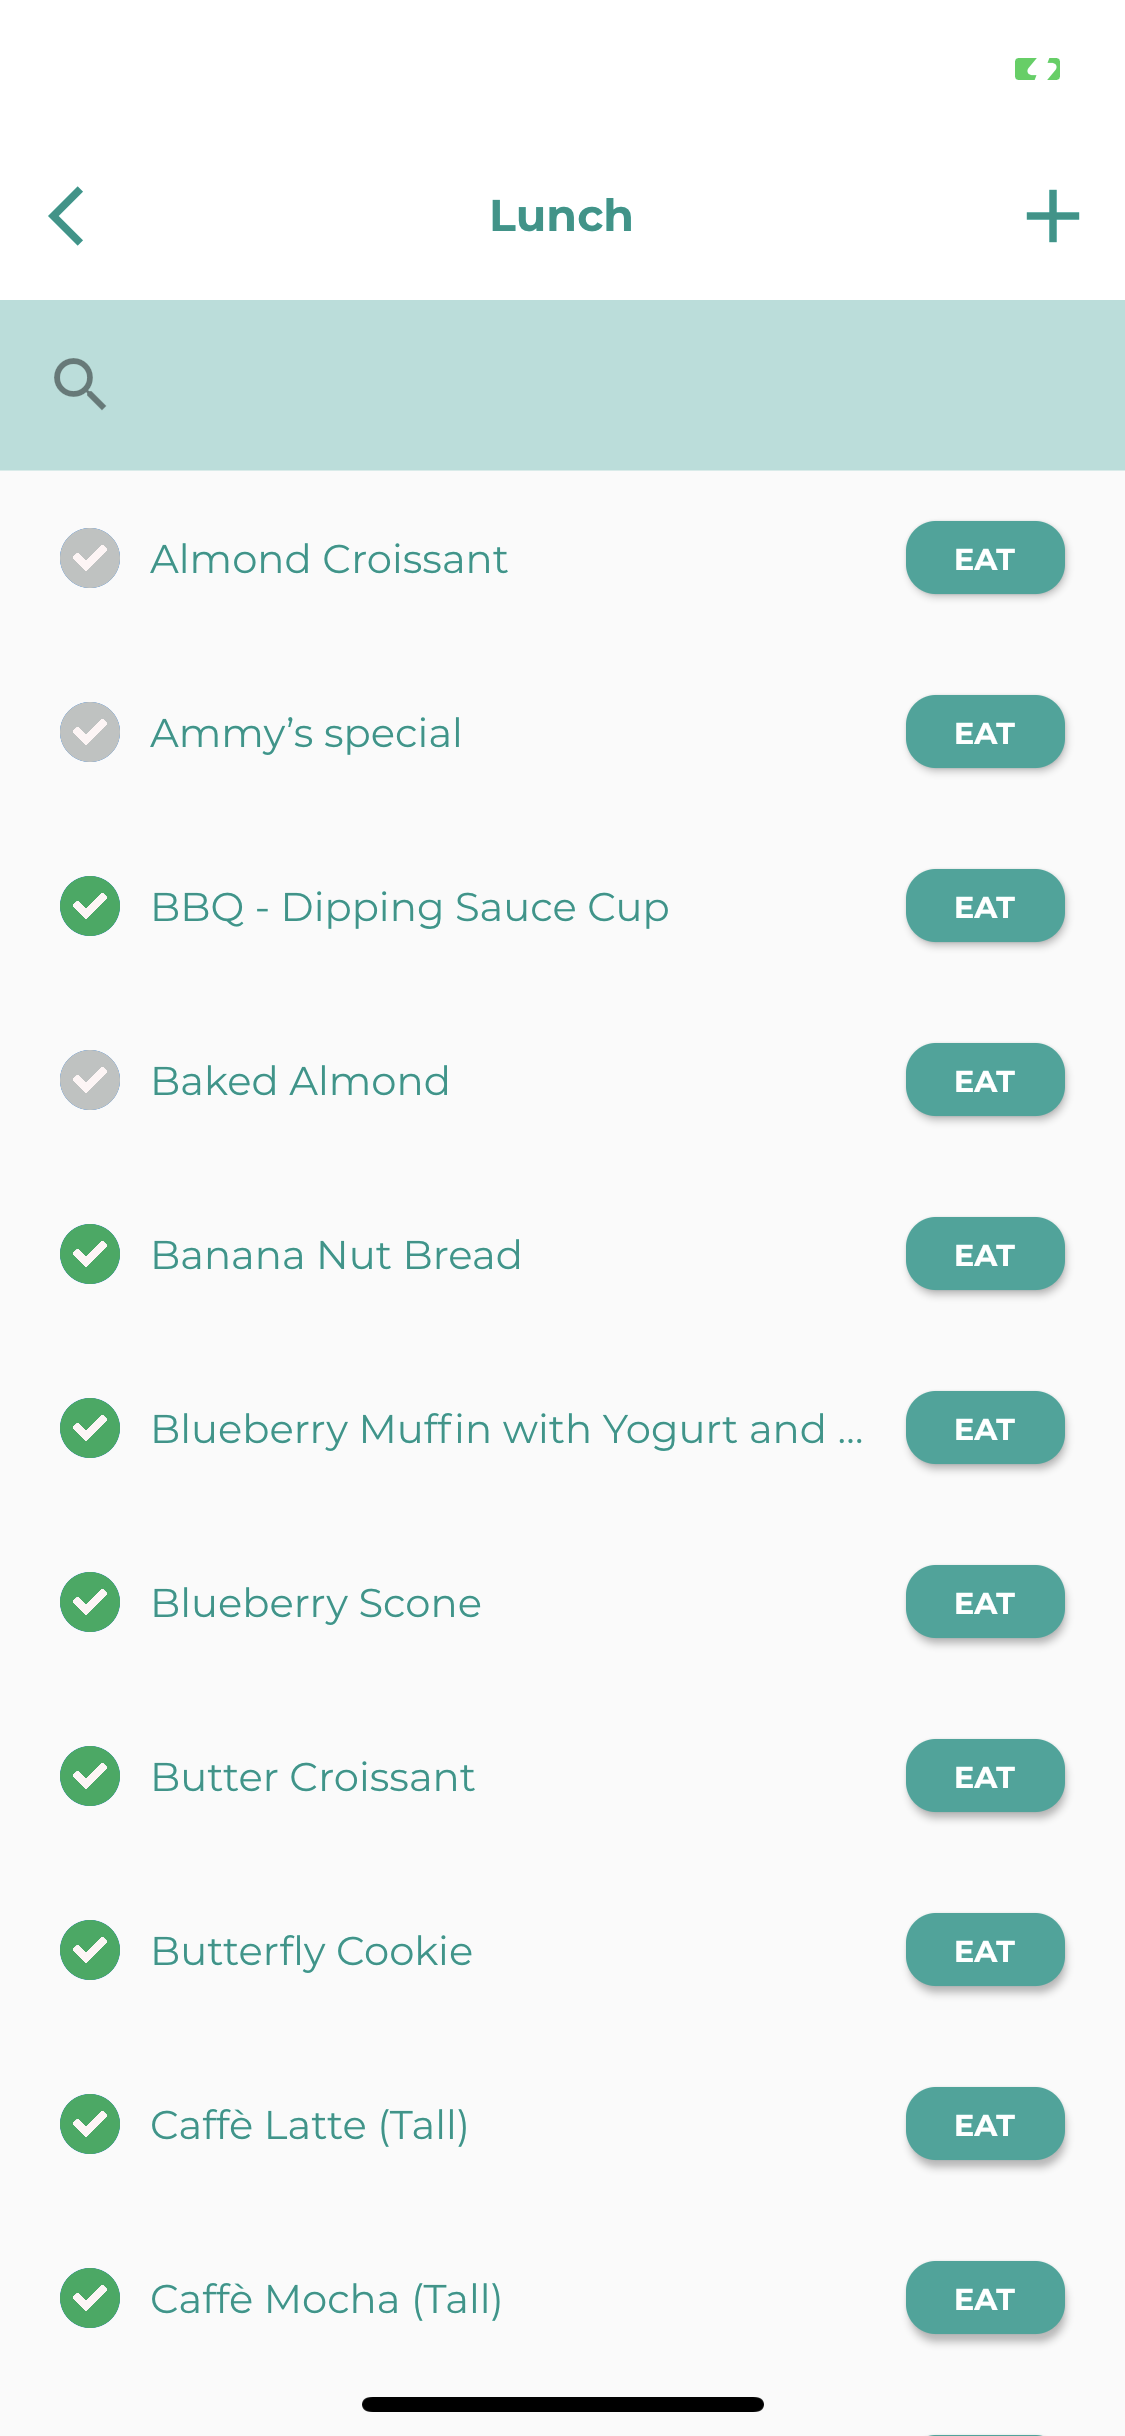 Lunch
Almond Croissant
EAT
Ammy’s special
EAT
BBQ - Dipping Sauce Cup
EAT
Baked Almond
EAT
Banana Nut Bread
EAT
Blueberry Muffin with Yogurt and ...
EAT
Blueberry Scone
EAT
Butter Croissant
EAT
Butterfly Cookie
EAT
Caffè Latte (Tall)
EAT
Caffè Mocha (Tall)
EAT